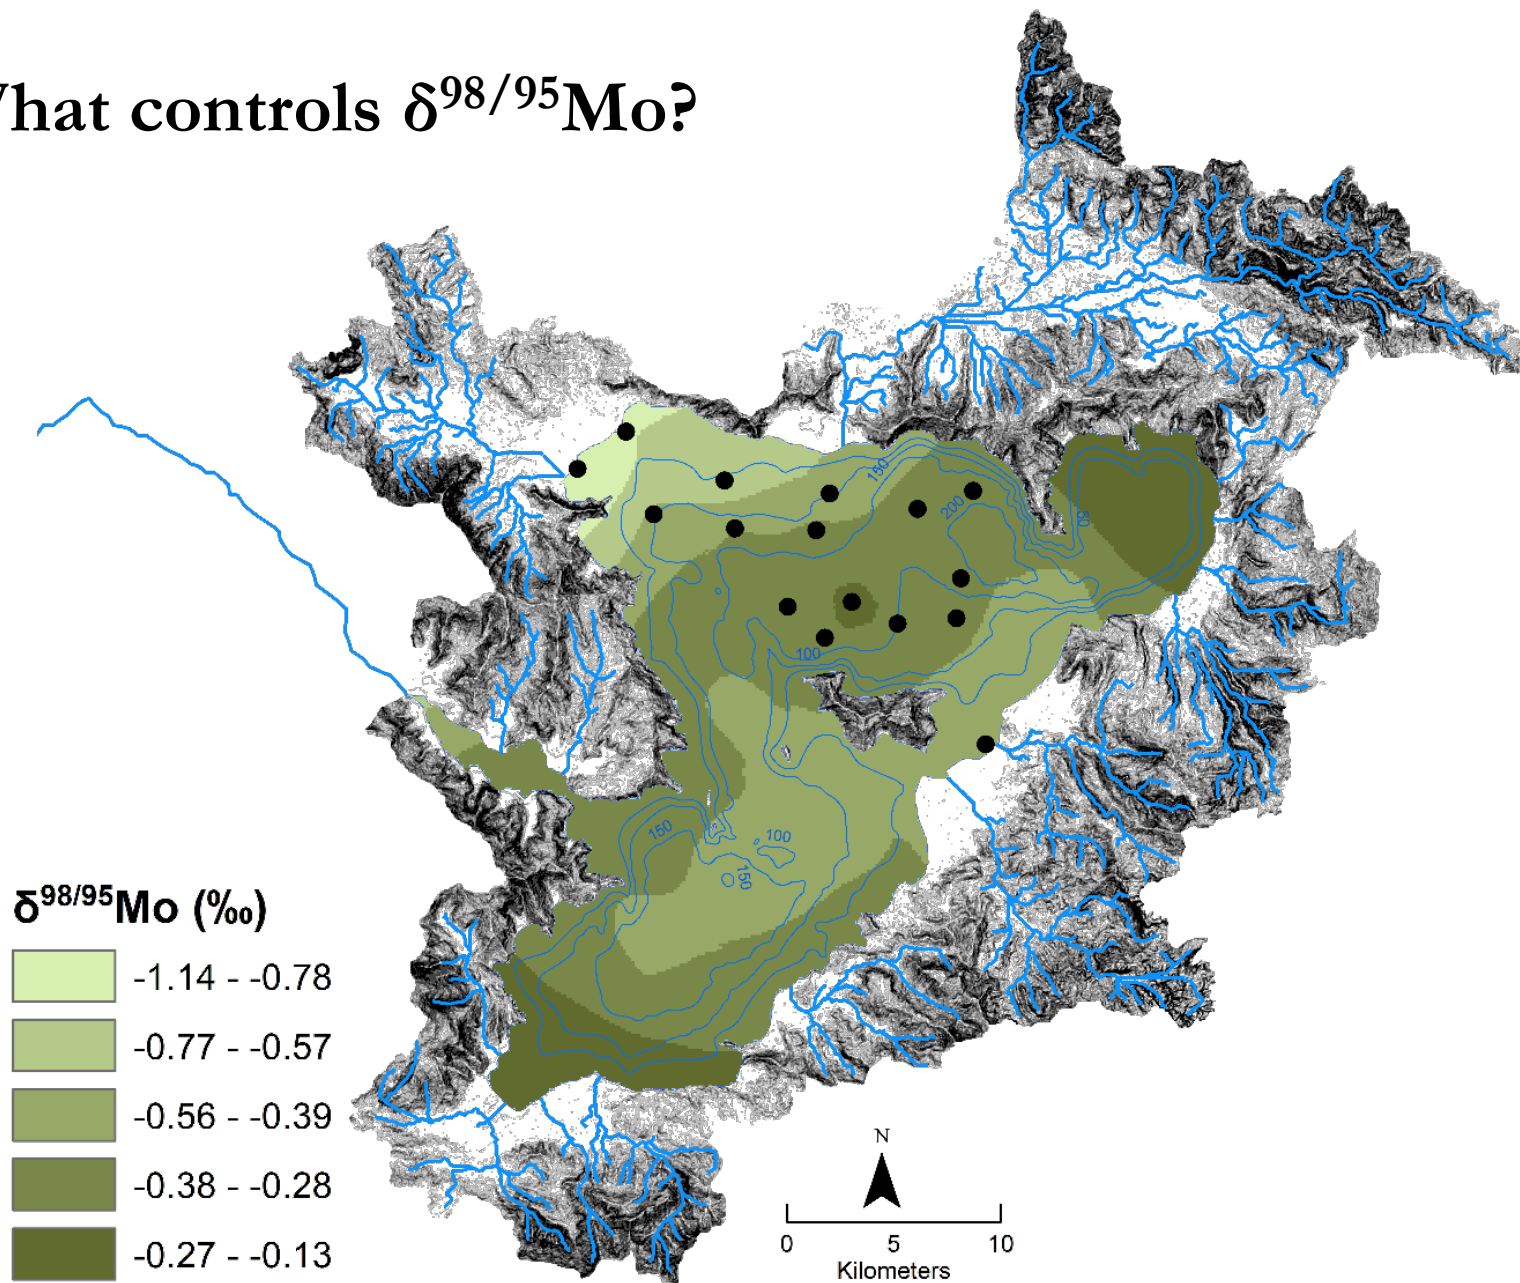 hat controls δ98/95Mo?
150
200
50
100
150
100
150
δ98/95Mo (‰)
-1.14 - -0.78
-0.77 - -0.57
-0.56 - -0.39
-0.38 - -0.28
-0.27 - -0.13
N
0 5 10
Kilometers